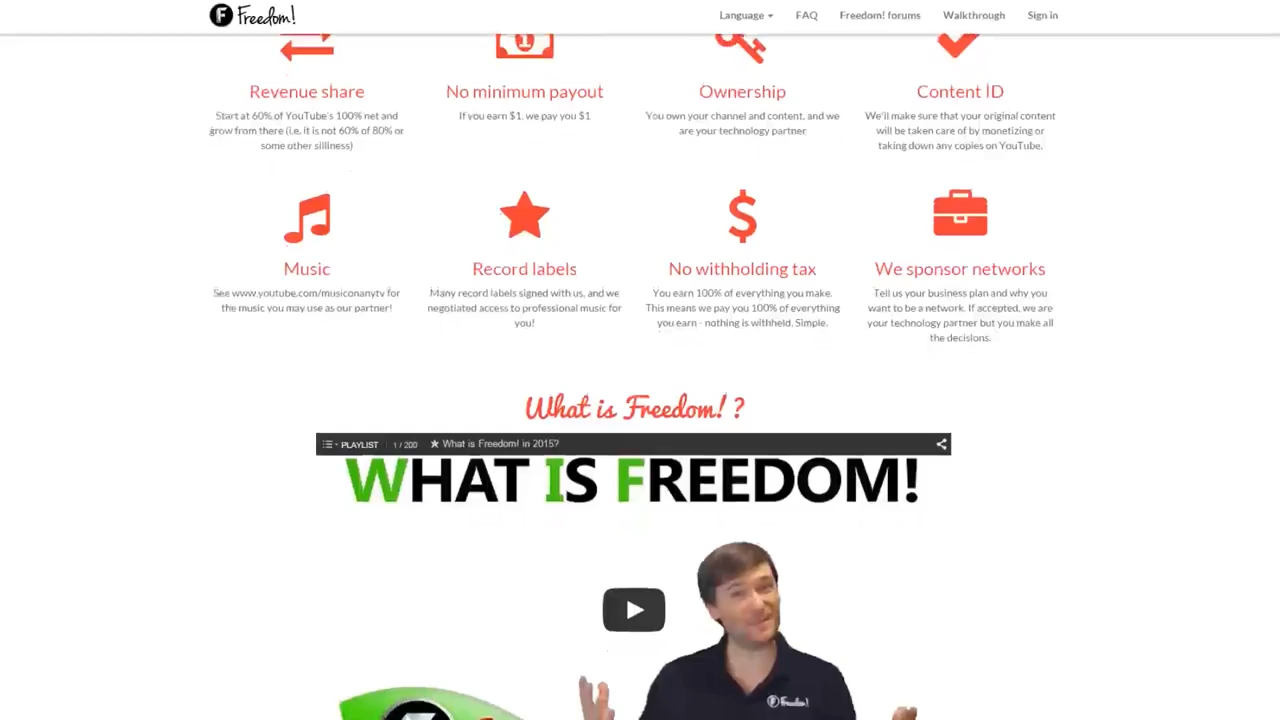 Freedom!
Language FAQ Freedom! forums Walkthrough Sign in
Revenue share
Start at 60% of YouTube's 100% net and
grow from there (i.e. it is not 60% of 80% or
some other silliness)
No minimum payout
If you earn $1, we pay you $1
Ownership
You own your channel and content, and we
are your technology partner
Content ID
We'll make sure that your original content
will be taken care of by monetizing or
taking down any copies on YouTube.
Music
See www.youtube.com/musiconanytv for
the music you may use as our partner!
Record labels
Many record labels signed with us, and we
negotiated access to professional music for
you!
No withholding tax
You earn 100% of everything you make.
This means we pay you 100% of everything
you earn - nothing is withheld. Simple.
We sponsor networks
Tell us your business plan and why you
want to be a network. If accepted, we are
your technology partner but you make all
the decisions.
What is Freedom! ?
PLAYLIST 1 / 200 ★ What is Freedom! in 2015?
WHAT IS FREEDOM!
Freedom!